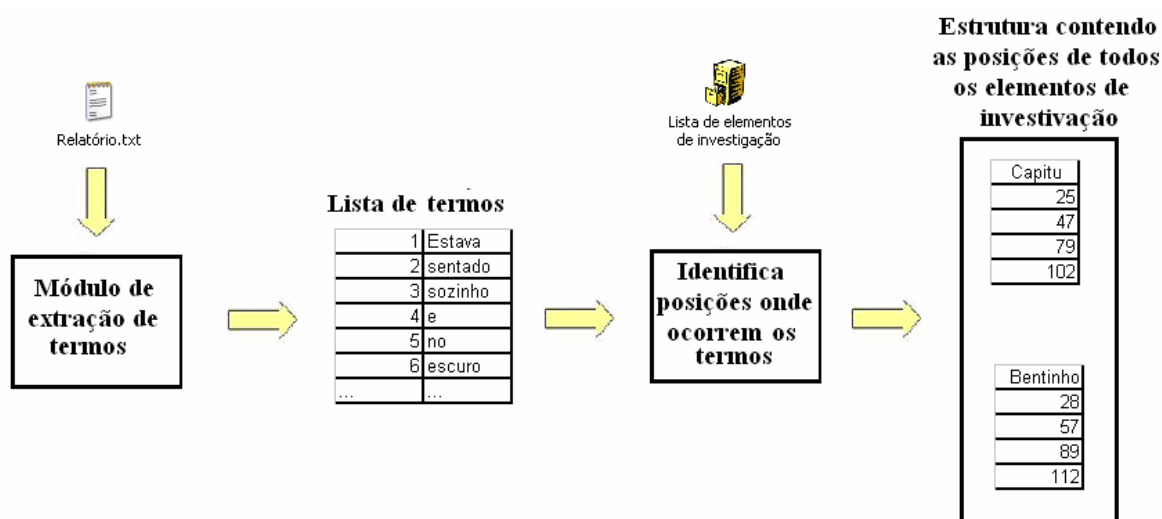 Relatório.txt
Módulo de
extração de
termos
Lista de termos
1 Estava
2 sentado
3 sozinho
4 e
5 no
6 escuro
... ...
Lista de elementos
de investigação
Identifica
posições onde
ocorrem os
termos
Estrutura contendo
as posições de todos
os elementos de
investivação
Capitu
25
47
79
102
Bentinho
28
57
89
112